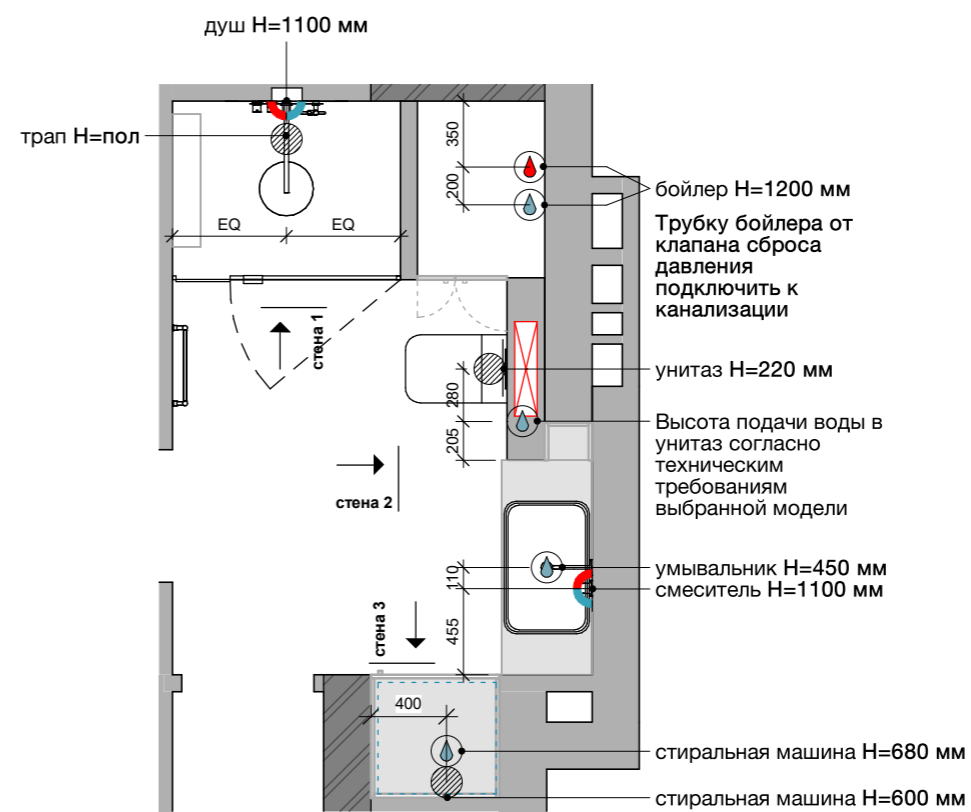 душ H=1100 мм
трап H=пол
350
200
бойлер H=1200 мм
Трубку бойлера от
клапана сброса
давления
подключить к
канализации
EQ
EQ
стена 1
280
унитаз H=220 мм
205
Высота подачи воды в
унитаз согласно
техническим
требованиям
выбранной модели
стена 2
110
умывальник H=450 мм
смеситель H=1100 мм
455
стена 3
400
стиральная машина H=680 мм
стиральная машина H=600 мм